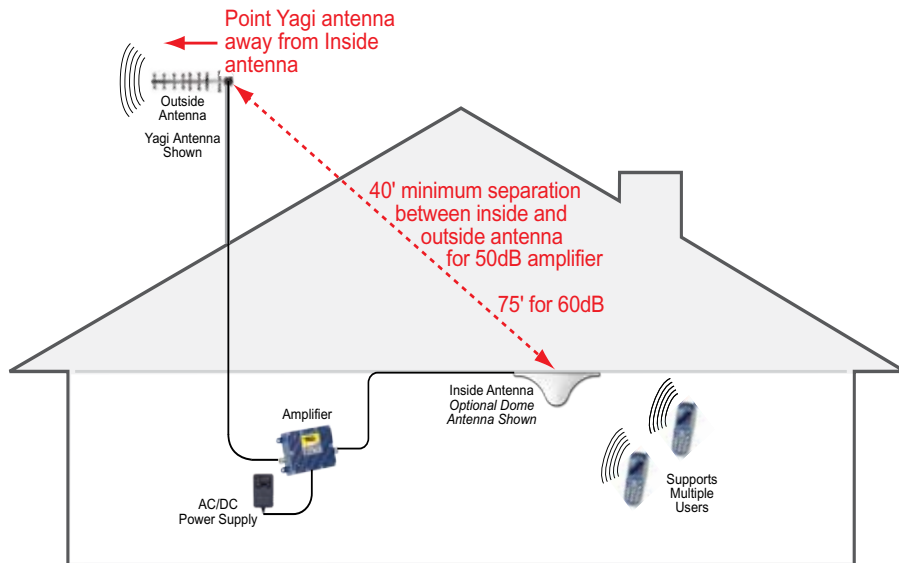 Point Yagi antenna
away from Inside
antenna
Outside
Antenna
Yagi Antenna
Shown
40' minimum separation
between inside and
outside antenna
for 50dB amplifier
75' for 60dB
Inside Antenna
Optional Dome
Antenna Shown
Amplifier
AC/DC
Power Supply
Supports
Multiple
Users